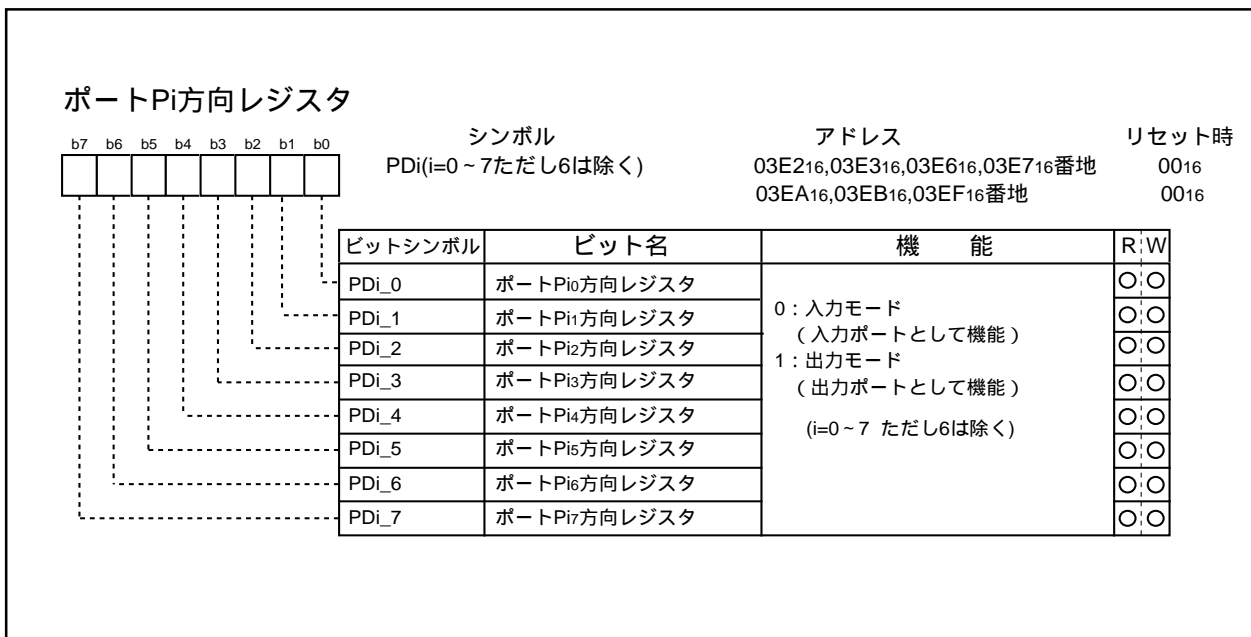 ポートPi方向レジスタ
b7 b6 b5 b4 b3 b2 b1 b0
シンボル アドレス リセット時
PDi(i=0~7ただし6は除く) 03E216,03E316,03E616,03E716番地 0016
03EA16,03EB16,03EF16番地 0016
ビットシンボル ビット名 機 能 R W
PDi_0 ポートPi0方向レジスタ ○ ○
PDi_1 ポートPi1方向レジスタ ○ ○
PDi_2 ポートPi2方向レジスタ ○ ○
PDi_3 ポートPi3方向レジスタ ○ ○
PDi_4 ポートPi4方向レジスタ ○ ○
PDi_5 ポートPi5方向レジスタ ○ ○
PDi_6 ポートPi6方向レジスタ ○ ○
PDi_7 ポートPi7方向レジスタ ○ ○
0:入力モード
(入力ポートとして機能)
1:出力モード
(出力ポートとして機能)
(i=0~7 ただし6は除く)